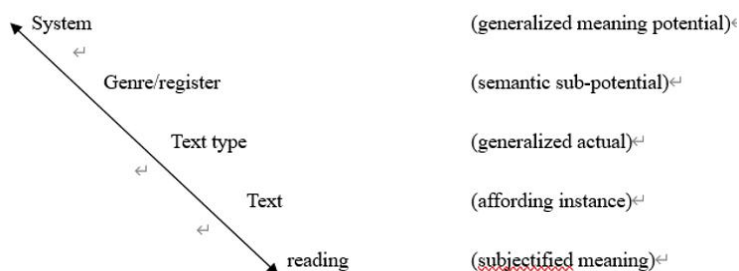 System (generalized meaning potential)
Genre/register (semantic sub-potential)
Text type (generalized actual)
Text (affording instance)
reading (subjectified meaning)